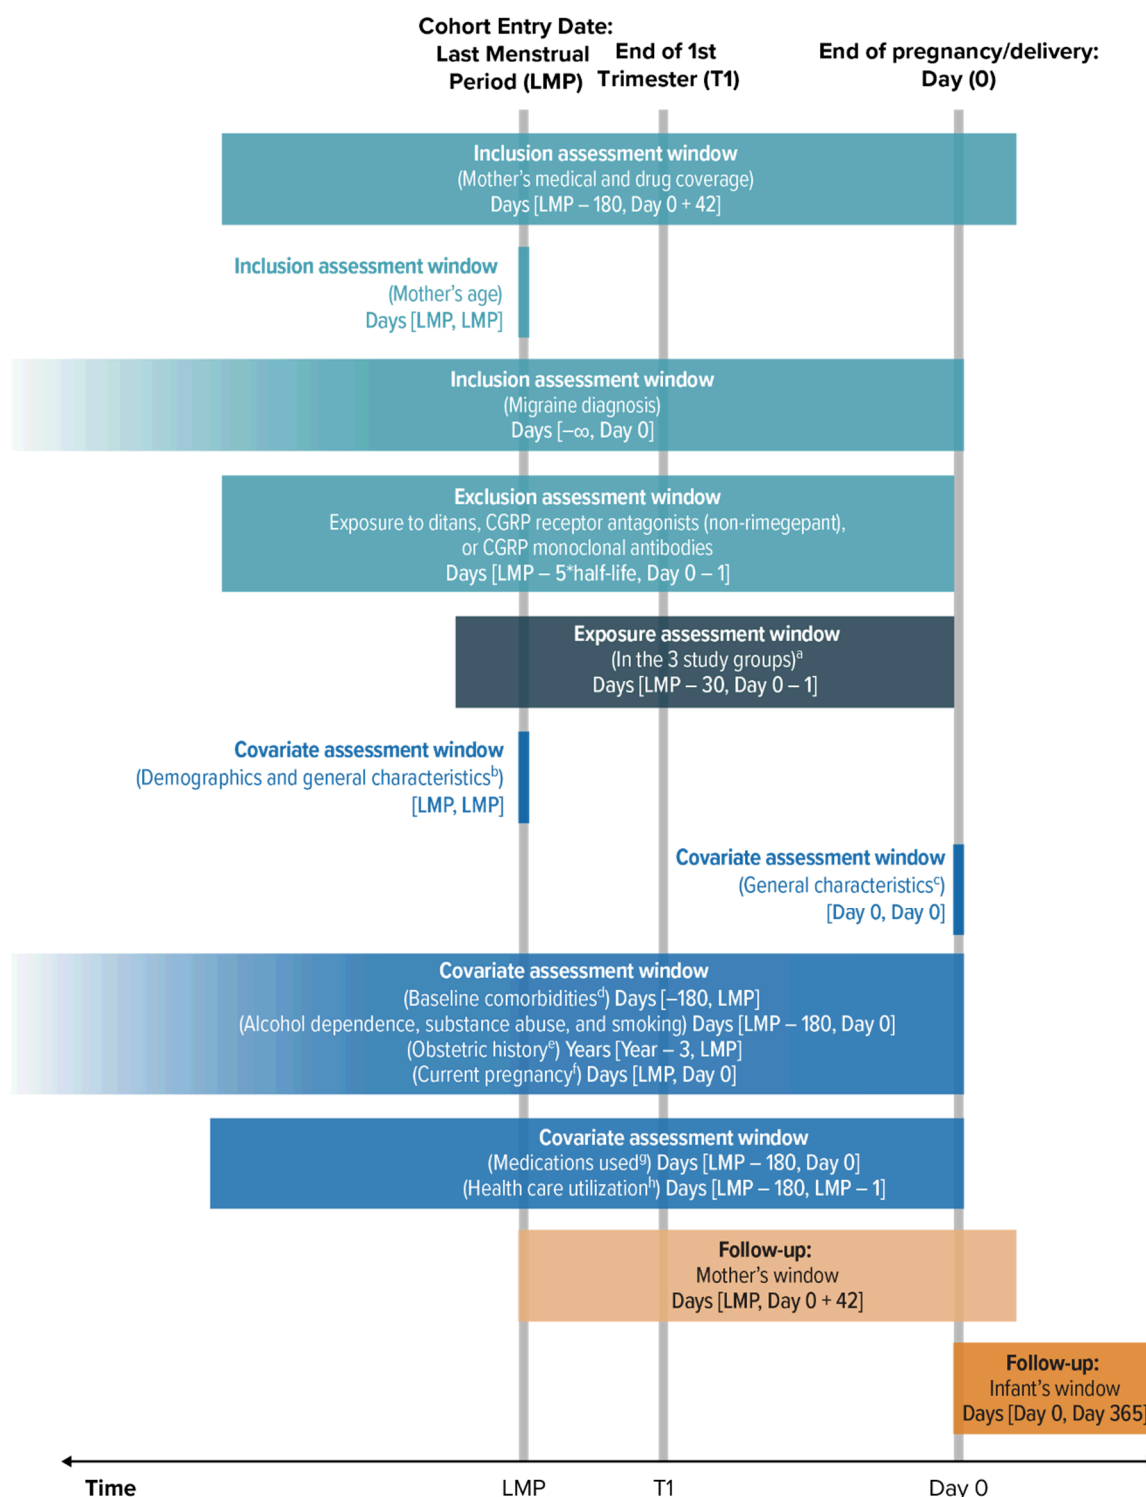 Cohort Entry Date:
Last Menstrual
Period (LMP)
End of 1st
Trimester (T1)
End of pregnancy/delivery:
Day (0)
Inclusion assessment window
(Mother's medical and drug coverage)
Days [LMP – 180, Day 0 + 42]
Inclusion assessment window
(Mother's age)
Days [LMP, LMP]
Inclusion assessment window
(Migraine diagnosis)
Days [–∞, Day 0]
Exclusion assessment window
Exposure to ditans, CGRP receptor antagonists (non-rimegepant),
or CGRP monoclonal antibodies
Days [LMP – 5*half-life, Day 0 – 1]
Exposure assessment window
(In the 3 study groups)ᵃ
Days [LMP – 30, Day 0 – 1]
Covariate assessment window
(Demographics and general characteristicsᵇ)
[LMP, LMP]
Covariate assessment window
(General characteristicsᶜ)
[Day 0, Day 0]
Covariate assessment window
(Baseline comorbiditiesᵈ) Days [–180, LMP]
(Alcohol dependence, substance abuse, and smoking) Days [LMP – 180, Day 0]
(Obstetric historyᵉ) Years [Year – 3, LMP]
(Current pregnancyᶠ) Days [LMP, Day 0]
Covariate assessment window
(Medications usedᵍ) Days [LMP – 180, Day 0]
(Health care utilizationʰ) Days [LMP – 180, LMP – 1]
Follow-up:
Mother's window
Days [LMP, Day 0 + 42]
Follow-up:
Infant's window
Days [Day 0, Day 365]
Time
LMP
T1
Day 0